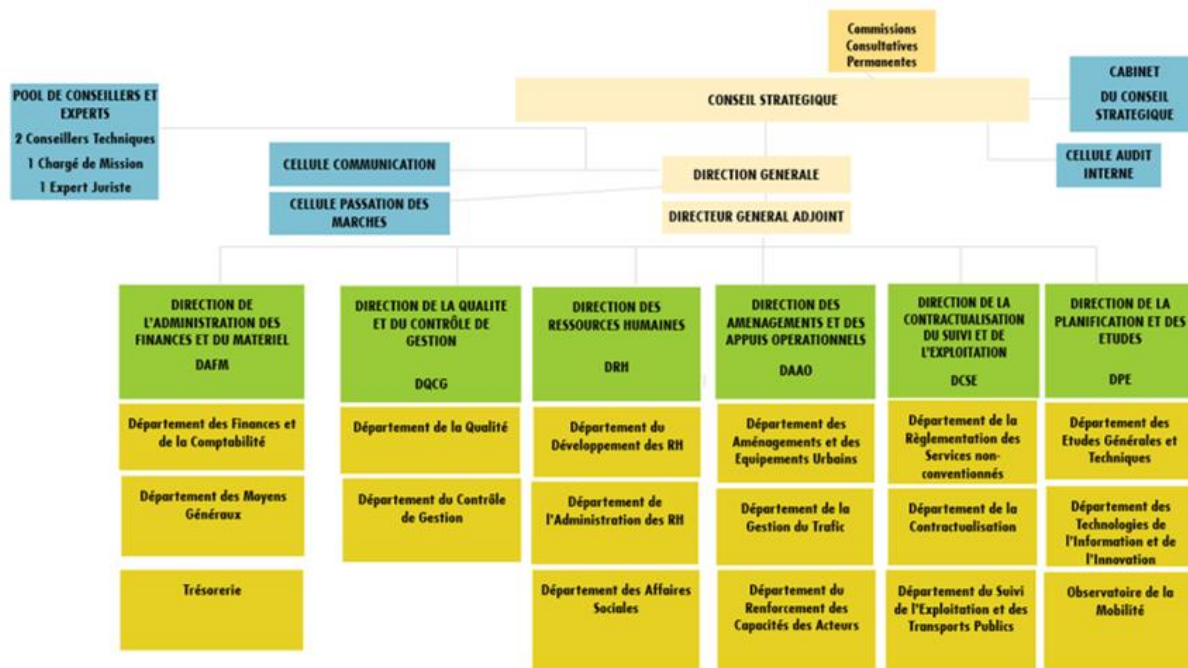 Commissions
Consultatives
Permanentes
CONSEIL STRATEGIQUE
CABINET
DU CONSEIL
STRATEGIQUE
CELLULE AUDIT
INTERNE
POOL DE CONSEILLERS ET
EXPERTS
2 Conseillers Techniques
1 Chargé de Mission
1 Expert Juriste
CELLULE COMMUNICATION
CELLULE PASSATION DES
MARCHES
DIRECTION GENERALE
DIRECTEUR GENERAL ADJOINT
DIRECTION DE
L'ADMINISTRATION DES
FINANCES ET DU MATERIEL
DAFM
Département des Finances et
de la Comptabilité
Département des Moyens
Généraux
Trésorerie
DIRECTION DE LA QUALITE
ET DU CONTRÔLE DE
GESTION
DQCG
Département de la Qualité
Département du Contrôle
de Gestion
DIRECTION DES
RESSOURCES HUMAINES
DRH
Département du
Développement des RH
Département de
l'Administration des RH
Département des Affaires
Sociales
DIRECTION DES
AMENAGEMENTS ET DES
APPUIS OPERATIONNELS
DAAO
Département des
Aménagements et des
Equipements Urbains
Département de la
Gestion du Trafic
Département du
Renforcement des
Capacités des Acteurs
DIRECTION DE LA
CONTRACTUALISATION
DU SUIVI ET DE
L'EXPLOITATION
DCSE
Département de la
Règlementation des
Services non-
conventionnés
Département de la
Contractualisation
Département du Suivi
de l'Exploitation et des
Transports Publics
DIRECTION DE LA
PLANIFICATION ET DES
ETUDES
DPE
Département des
Etudes Générales et
Techniques
Département des
Technologies de
l'Information et de
l'Innovation
Observatoire de la
Mobilité